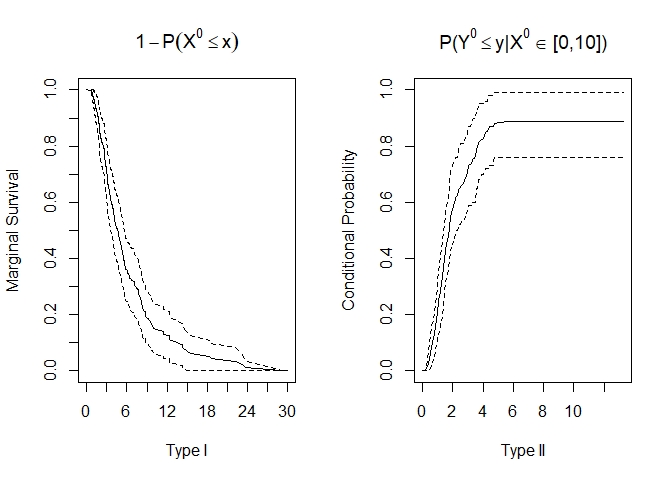 1 − P(X⁰ ≤ x)
Marginal Survival
1.0
0.8
0.6
0.4
0.2
0.0
0 6 12 18 24 30
Type I
P(Y⁰ ≤ y|X⁰ ∈ [0,10])
Conditional Probability
1.0
0.8
0.6
0.4
0.2
0.0
0 2 4 6 8 10
Type II